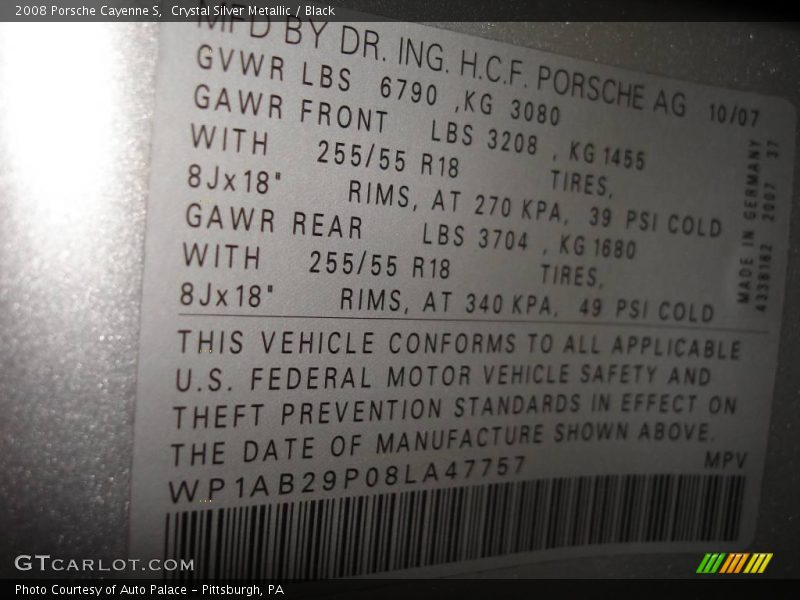 2008 Porsche Cayenne S, Crystal Silver Metallic / Black
MFD BY DR. ING. H.C.F. PORSCHE AG 10/07
GVWR LBS 6790 ,KG 3080
GAWR FRONT LBS 3208 , KG 1455
WITH 255/55 R18 TIRES,
8Jx18" RIMS, AT 270 KPA, 39 PSI COLD
GAWR REAR LBS 3704 , KG 1680
WITH 255/55 R18 TIRES,
8Jx18" RIMS, AT 340 KPA, 49 PSI COLD
MADE IN GERMANY
4338182 2007 37
THIS VEHICLE CONFORMS TO ALL APPLICABLE
U.S. FEDERAL MOTOR VEHICLE SAFETY AND
THEFT PREVENTION STANDARDS IN EFFECT ON
THE DATE OF MANUFACTURE SHOWN ABOVE.
WP1AB29P08LA47757 MPV
GTCARLOT.COM
Photo Courtesy of Auto Palace - Pittsburgh, PA